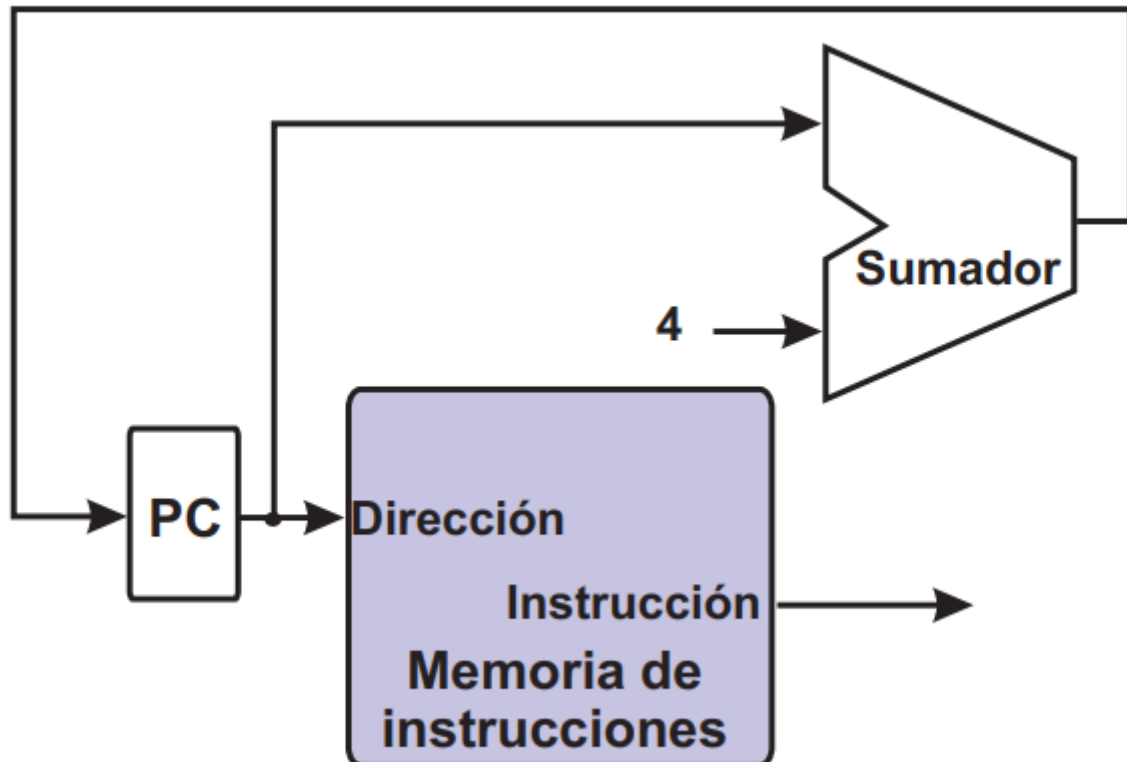 Sumador
4
PC
Dirección
Instrucción
Memoria de
instrucciones